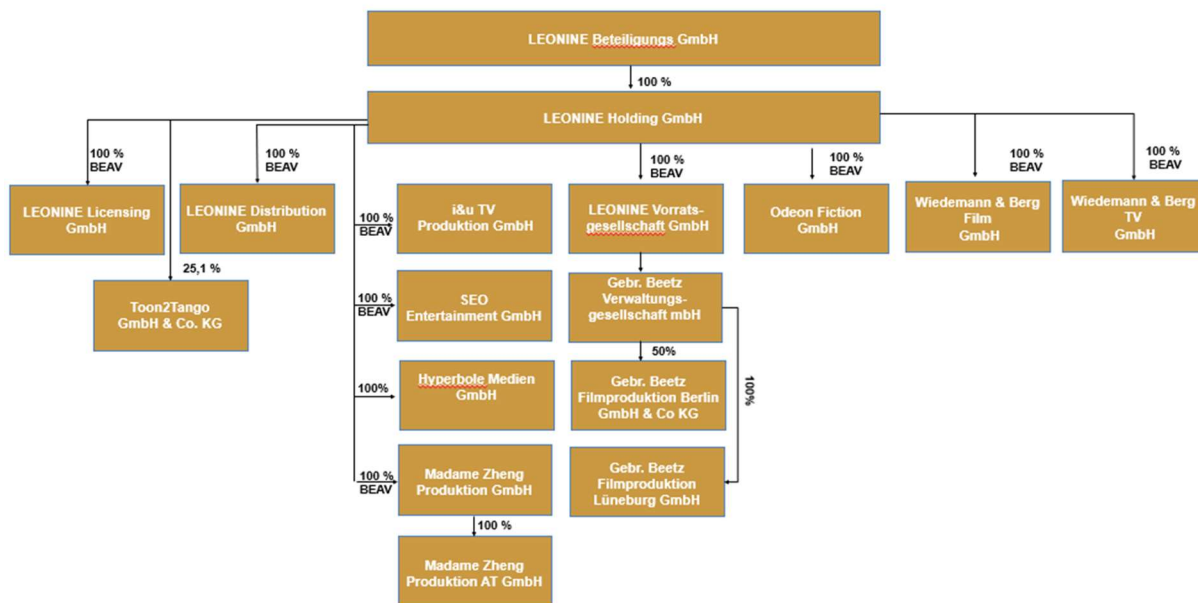 LEONINE Beteiligungs GmbH
100 %
LEONINE Holding GmbH
100 %
BEAV
100 %
BEAV
100 %
BEAV
100 %
BEAV
100 %
BEAV
100 %
BEAV
LEONINE Licensing
GmbH
LEONINE Distribution
GmbH
100 %
BEAV
i&u TV
Produktion GmbH
LEONINE Vorrats-
gesellschaft GmbH
Odeon Fiction
GmbH
Wiedemann & Berg
Film
GmbH
Wiedemann & Berg
TV
GmbH
25,1 %
Toon2Tango
GmbH & Co. KG
100 %
BEAV
SEO
Entertainment GmbH
Gebr. Beetz
Verwaltungs-
gesellschaft mbH
50%
100%
100%
Hyperbole Medien
GmbH
Gebr. Beetz
Filmproduktion Berlin
GmbH & Co KG
100 %
BEAV
Madame Zheng
Produktion GmbH
Gebr. Beetz
Filmproduktion
Lüneburg GmbH
100 %
Madame Zheng
Produktion AT GmbH